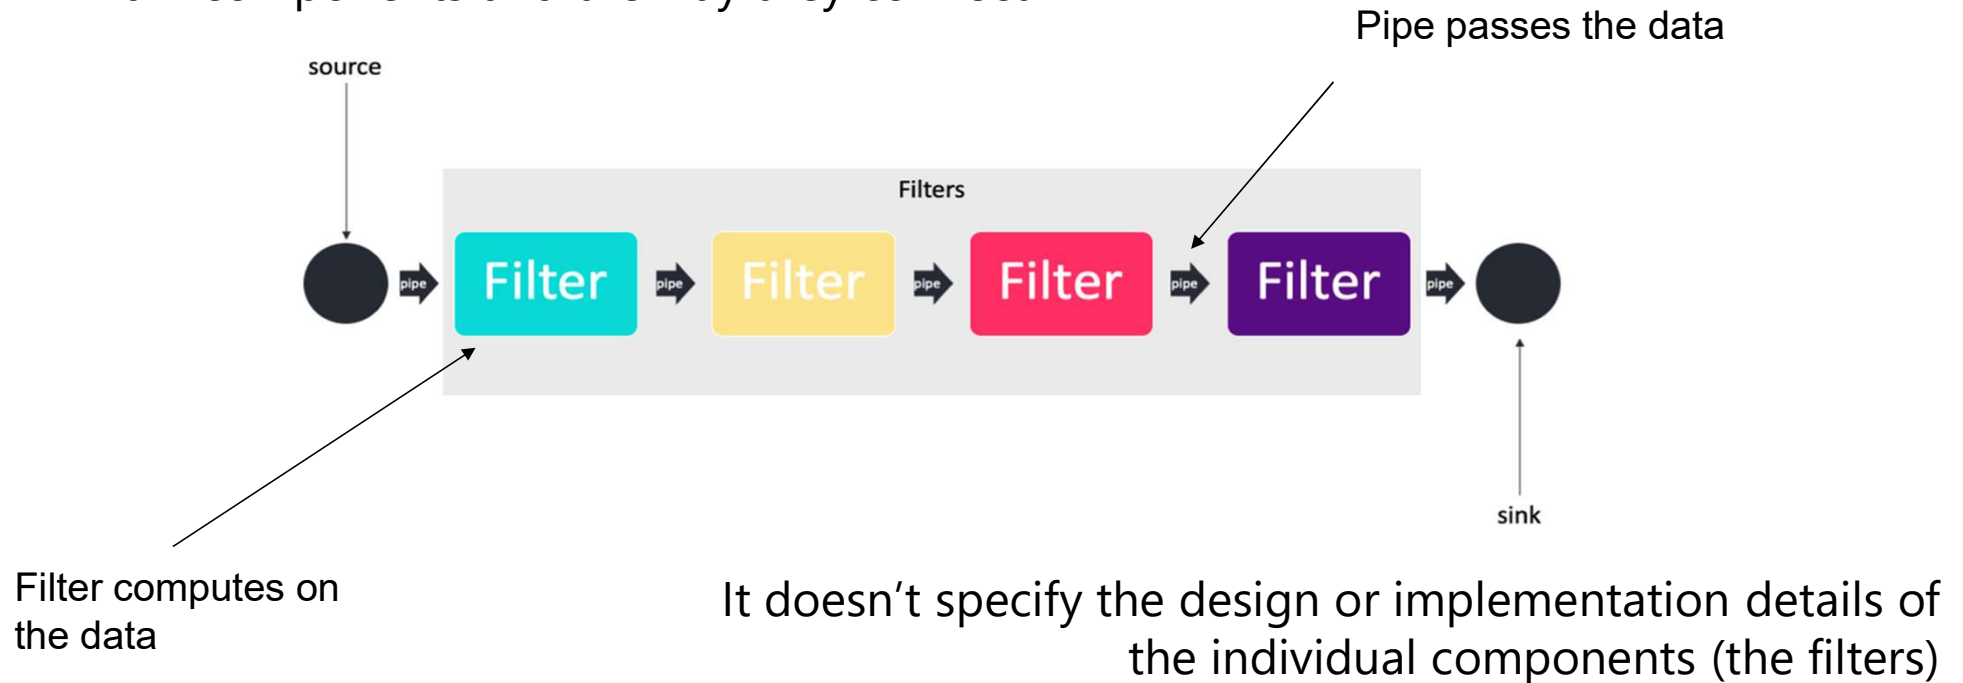 Pipe passes the data
source
Filters
pipe Filter pipe Filter pipe Filter pipe Filter pipe
sink
Filter computes on
the data
It doesn’t specify the design or implementation details of
the individual components (the filters)